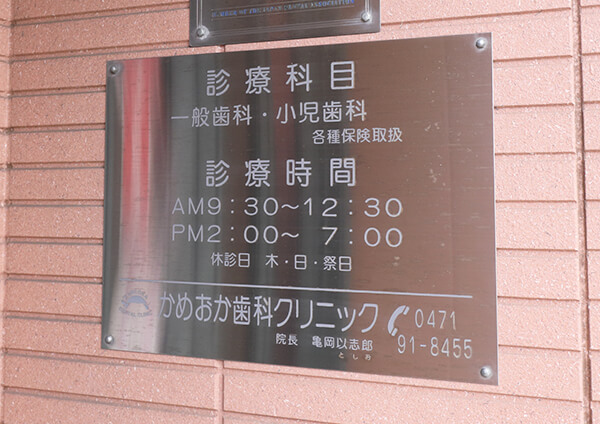 診療科目
一般歯科・小児歯科
各種保険取扱
診療時間
AM9：30～12：30
PM2：00～ 7：00
休診日 木・日・祭日
かめおか歯科クリニック
0471
91-8455
院長 亀岡以志郎